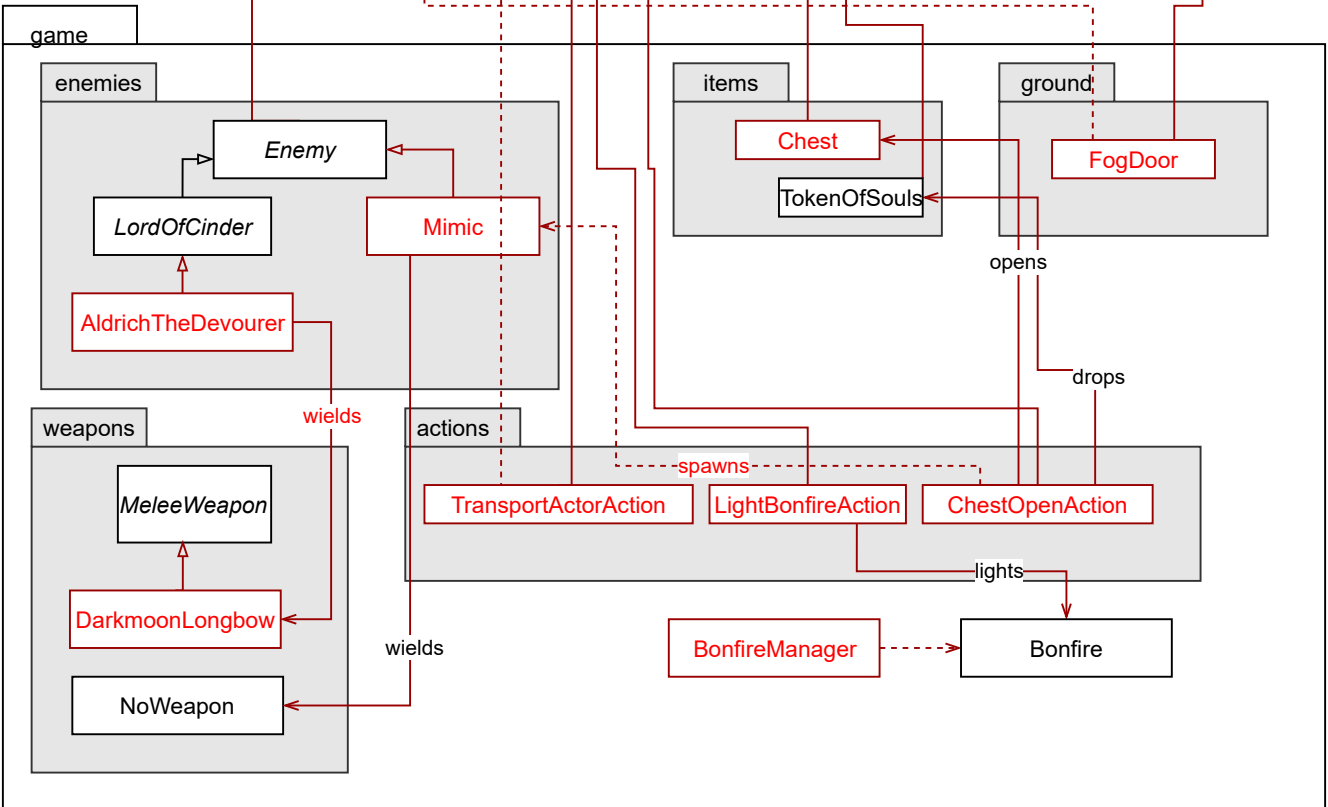 game
enemies
items
ground
Enemy
Chest
FogDoor
TokenOfSouls
LordOfCinder
Mimic
opens
AldrichTheDevourer
drops
wields
weapons
actions
spawns
MeleeWeapon
TransportActorAction
LightBonfireAction
ChestOpenAction
lights
DarkmoonLongbow
wields
BonfireManager
Bonfire
NoWeapon